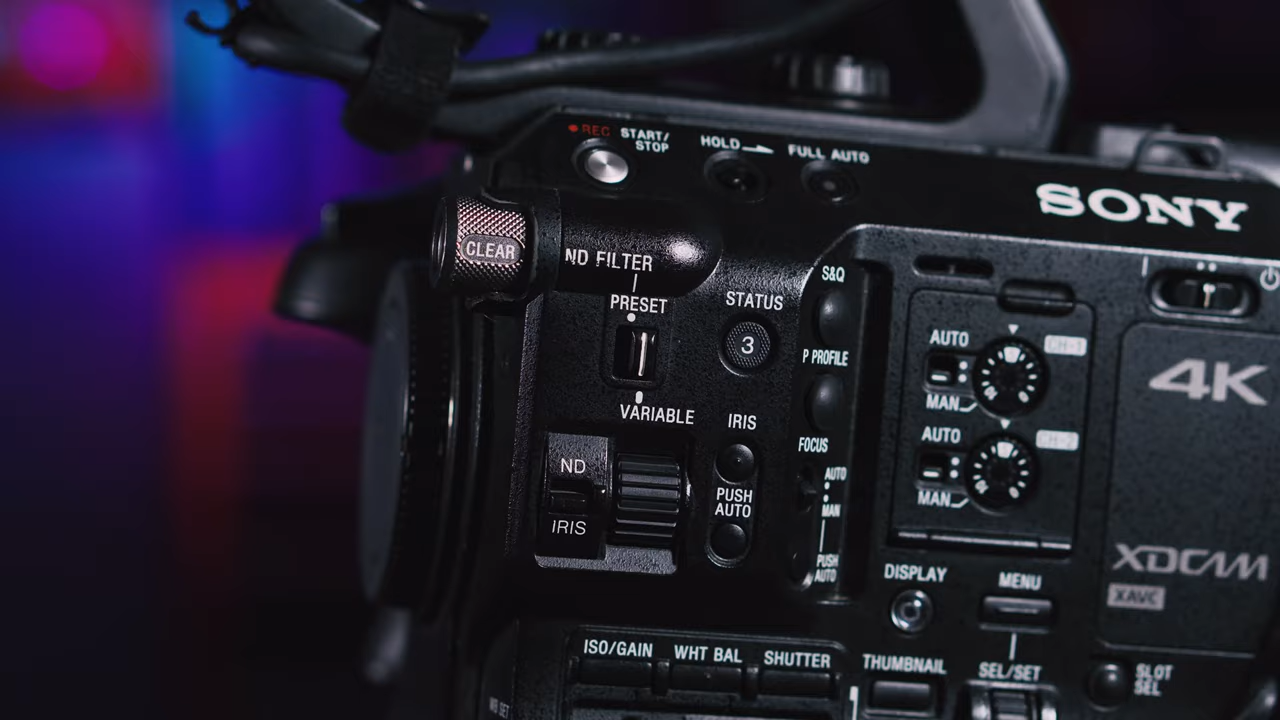 REC START/
STOP
HOLD
FULL AUTO
SONY
CLEAR
ND FILTER
PRESET
VARIABLE
STATUS
3
S&Q
P PROFILE
FOCUS
AUTO
MAN
PUSH
AUTO
IRIS
PUSH
AUTO
ND
IRIS
AUTO
MAN
CH-1
AUTO
MAN
CH-2
4K
XDCAM
XAVC
DISPLAY
MENU
ISO/GAIN
WHT BAL
SHUTTER
THUMBNAIL
SEL/SET
SLOT
SEL
WB SET